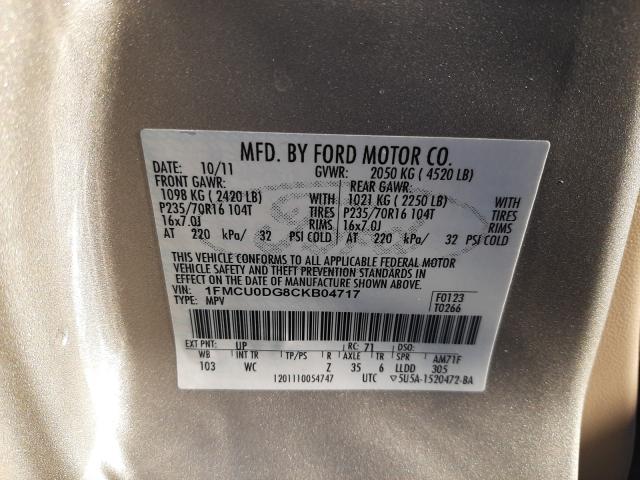 MFD. BY FORD MOTOR CO.
DATE: 10/11 GVWR: 2050 KG ( 4520 LB)
FRONT GAWR: REAR GAWR:
1098 KG ( 2420 LB) WITH 1021 KG ( 2250 LB) WITH
P235/70R16 104T TIRES P235/70R16 104T TIRES
16x7.0J RIMS 16x7.0J RIMS
AT 220 kPa/ 32 PSI COLD AT 220 kPa/ 32 PSI COLD
THIS VEHICLE CONFORMS TO ALL APPLICABLE FEDERAL MOTOR
VEHICLE SAFETY AND THEFT PREVENTION STANDARDS IN EFFECT ON
THE DATE OF MANUFACTURE SHOWN ABOVE.
VIN: 1FMCU0DG8CKB04717 F0123
TYPE: MPV T0266
EXT PNT: UP RC: 71 DSO:
WB INT TR TP/PS R AXLE TR SPR AM71F
103 WC Z 35 6 LLDD 305
1201110054747 UTC ▽5U5A-1520472-BA